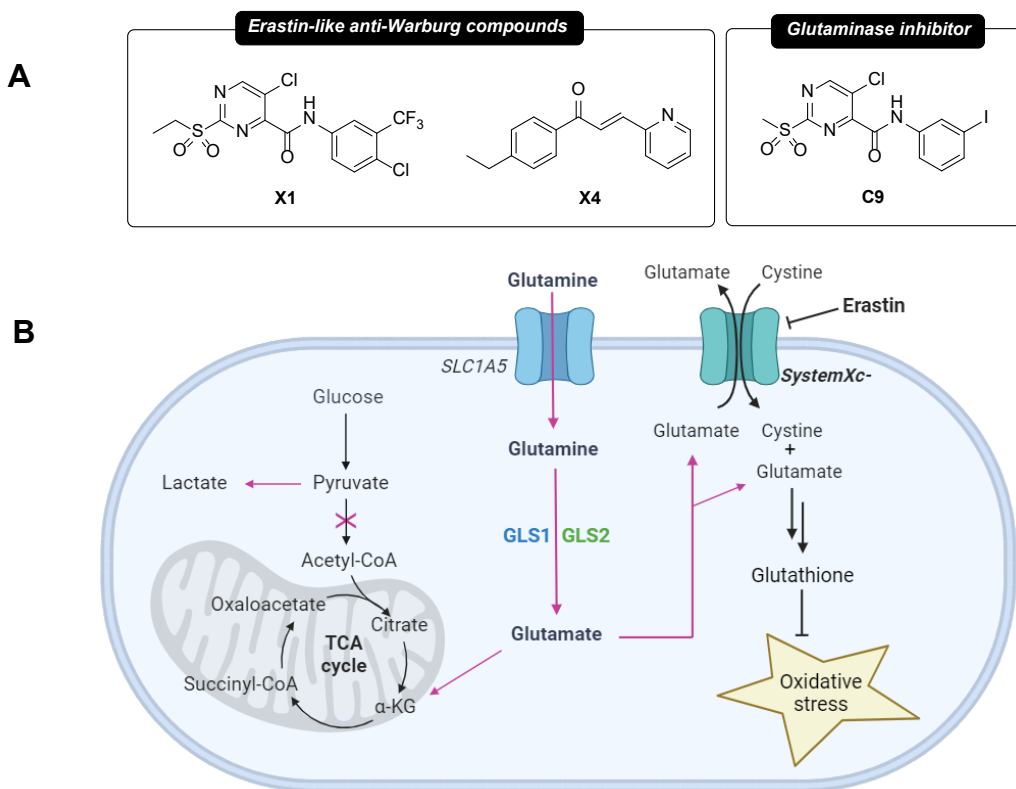 Erastin-like anti-Warburg compounds
Glutaminase inhibitor
A
N
N
Cl
H
N
S
O
O
O
CF3
Cl
X1
O
N
X4
N
N
Cl
H
N
S
O
O
O
I
C9
B
Glutamine
Glutamate
Cystine
Erastin
SLC1A5
SystemXc-
Glucose
Glutamine
Glutamate
Cystine
+
Glutamate
Lactate
Pyruvate
GLS1
GLS2
Acetyl-CoA
Glutathione
Oxaloacetate
Citrate
TCA
cycle
Glutamate
Succinyl-CoA
α-KG
Oxidative
stress